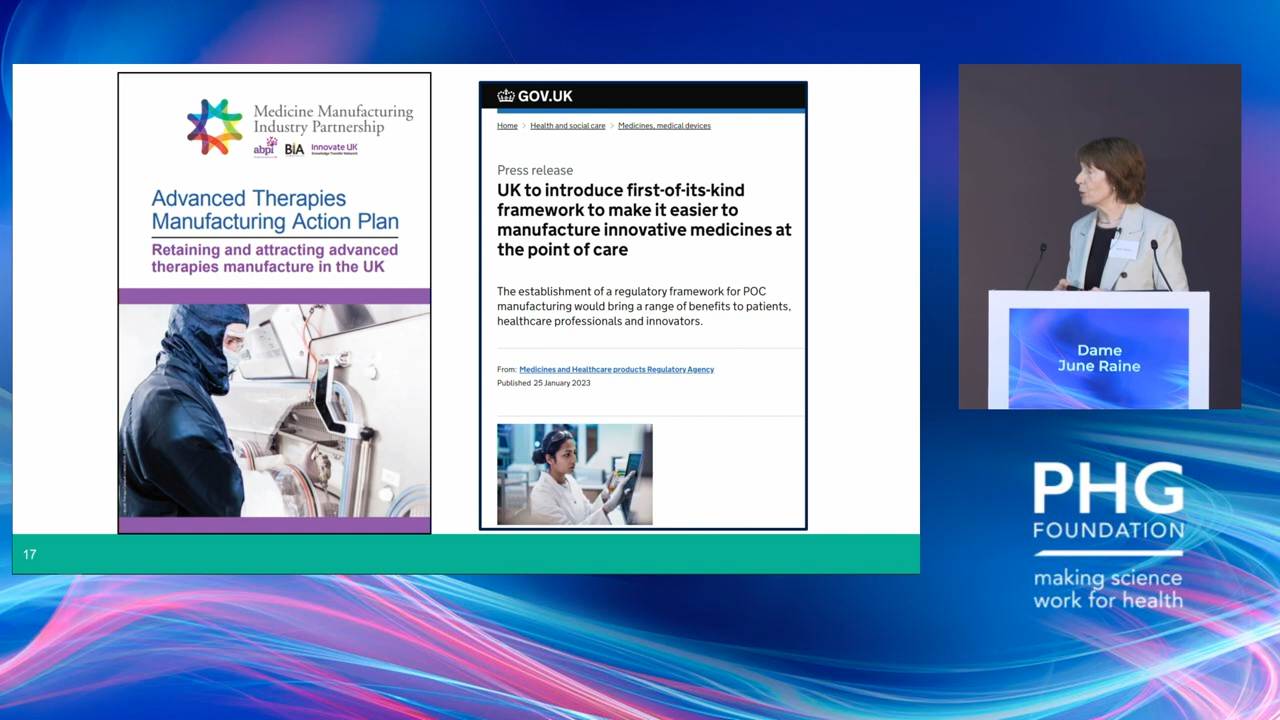 Medicine Manufacturing
Industry Partnership
abpi
BIA
Innovate UK
Knowledge Transfer Network
Advanced Therapies
Manufacturing Action Plan
Retaining and attracting advanced
therapies manufacture in the UK
17
GOV.UK
Home > Health and social care > Medicines, medical devices
Press release
UK to introduce first-of-its-kind
framework to make it easier to
manufacture innovative medicines at
the point of care
The establishment of a regulatory framework for POC
manufacturing would bring a range of benefits to patients,
healthcare professionals and innovators.
From: Medicines and Healthcare products Regulatory Agency
Published 25 January 2023
Dame
June Raine
PHG
FOUNDATION
making science
work for health